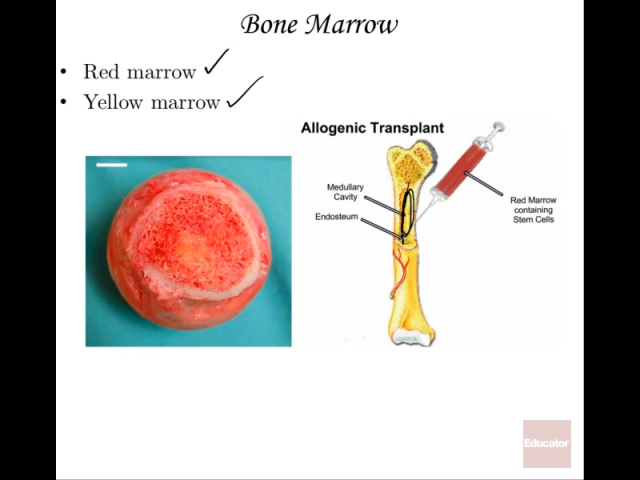 Bone Marrow
• Red marrow
• Yellow marrow
Allogenic Transplant
Medullary
Cavity
Endosteum
Red Marrow
containing
Stem Cells
Educator